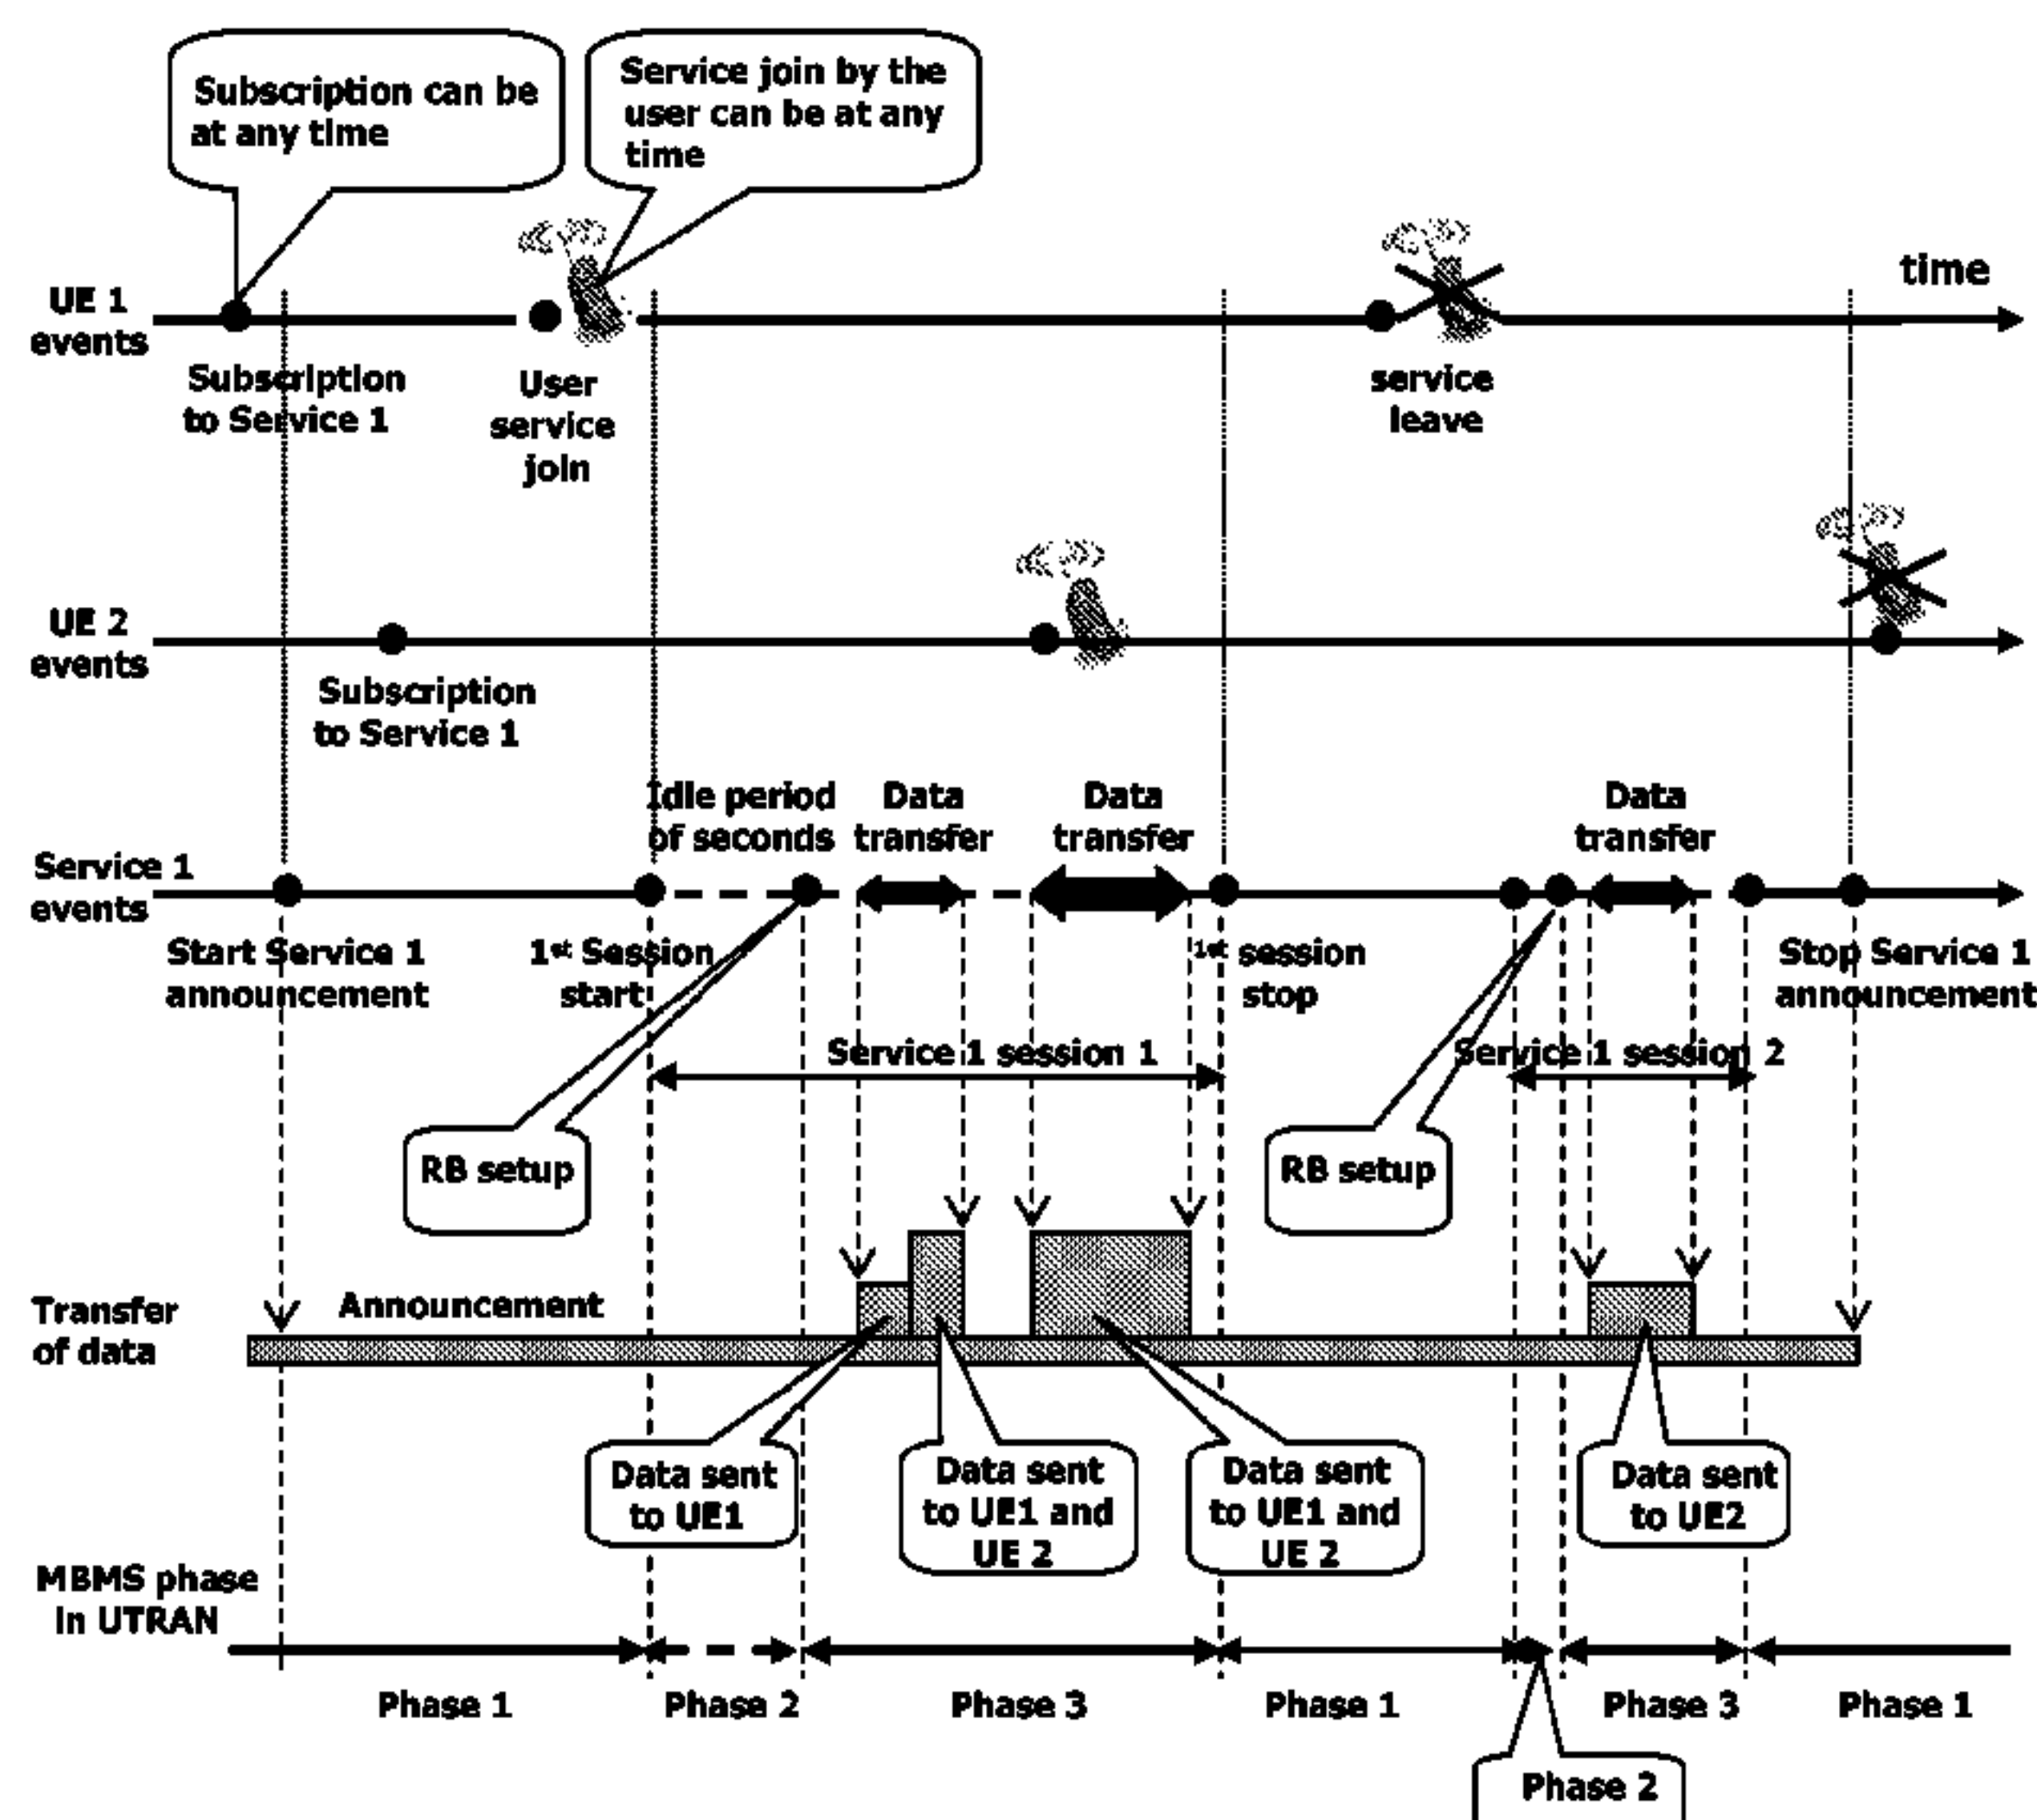 Subscription can be
at any time
Service join by the
user can be at any
time
time
UE 1
events
Subscription
to Service 1
User
service
join
service
leave
UE 2
events
Subscription
to Service 1
Idle period
of seconds
Data
transfer
Data
transfer
Data
transfer
Service 1
events
Start Service 1
announcement
1st Session
start
1st session
stop
Stop Service 1
announcement
Service 1 session 1
Service 1 session 2
RB setup
RB setup
Transfer
of data
Announcement
Data sent
to UE1
Data sent
to UE1 and
UE 2
Data sent
to UE1 and
UE 2
Data sent
to UE2
MBMS phase
in UTRAN
Phase 1
Phase 2
Phase 3
Phase 1
Phase 3
Phase 1
Phase 2